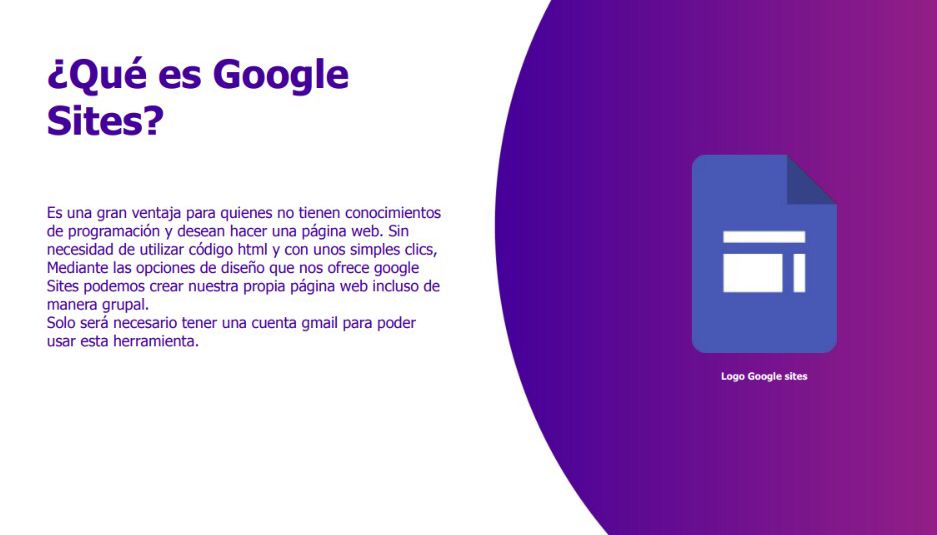 ¿Qué es Google
Sites?
Es una gran ventaja para quienes no tienen conocimientos
de programación y desean hacer una página web. Sin
necesidad de utilizar código html y con unos simples clics,
Mediante las opciones de diseño que nos ofrece google
Sites podemos crear nuestra propia página web incluso de
manera grupal.
Solo será necesario tener una cuenta gmail para poder
usar esta herramienta.
Logo Google sites